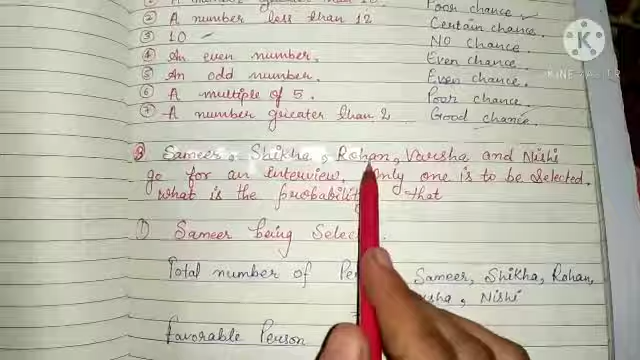 Poor chance.
② A number less than 12 Certain chance.
③ 10 No chance.
④ An even number. Even chance.
⑤ An odd number. Even chance.
⑥ A multiple of 5. Poor chance.
⑦ A number greater than 2 Good chance.
Sameer, Shikha, Rohan, Varsha and Nishi
go for an interview. Only one is to be selected.
What is the probability that
Sameer being
Total number of Sameer, Shikha, Rohan,
Nishi
Favorable Person
K